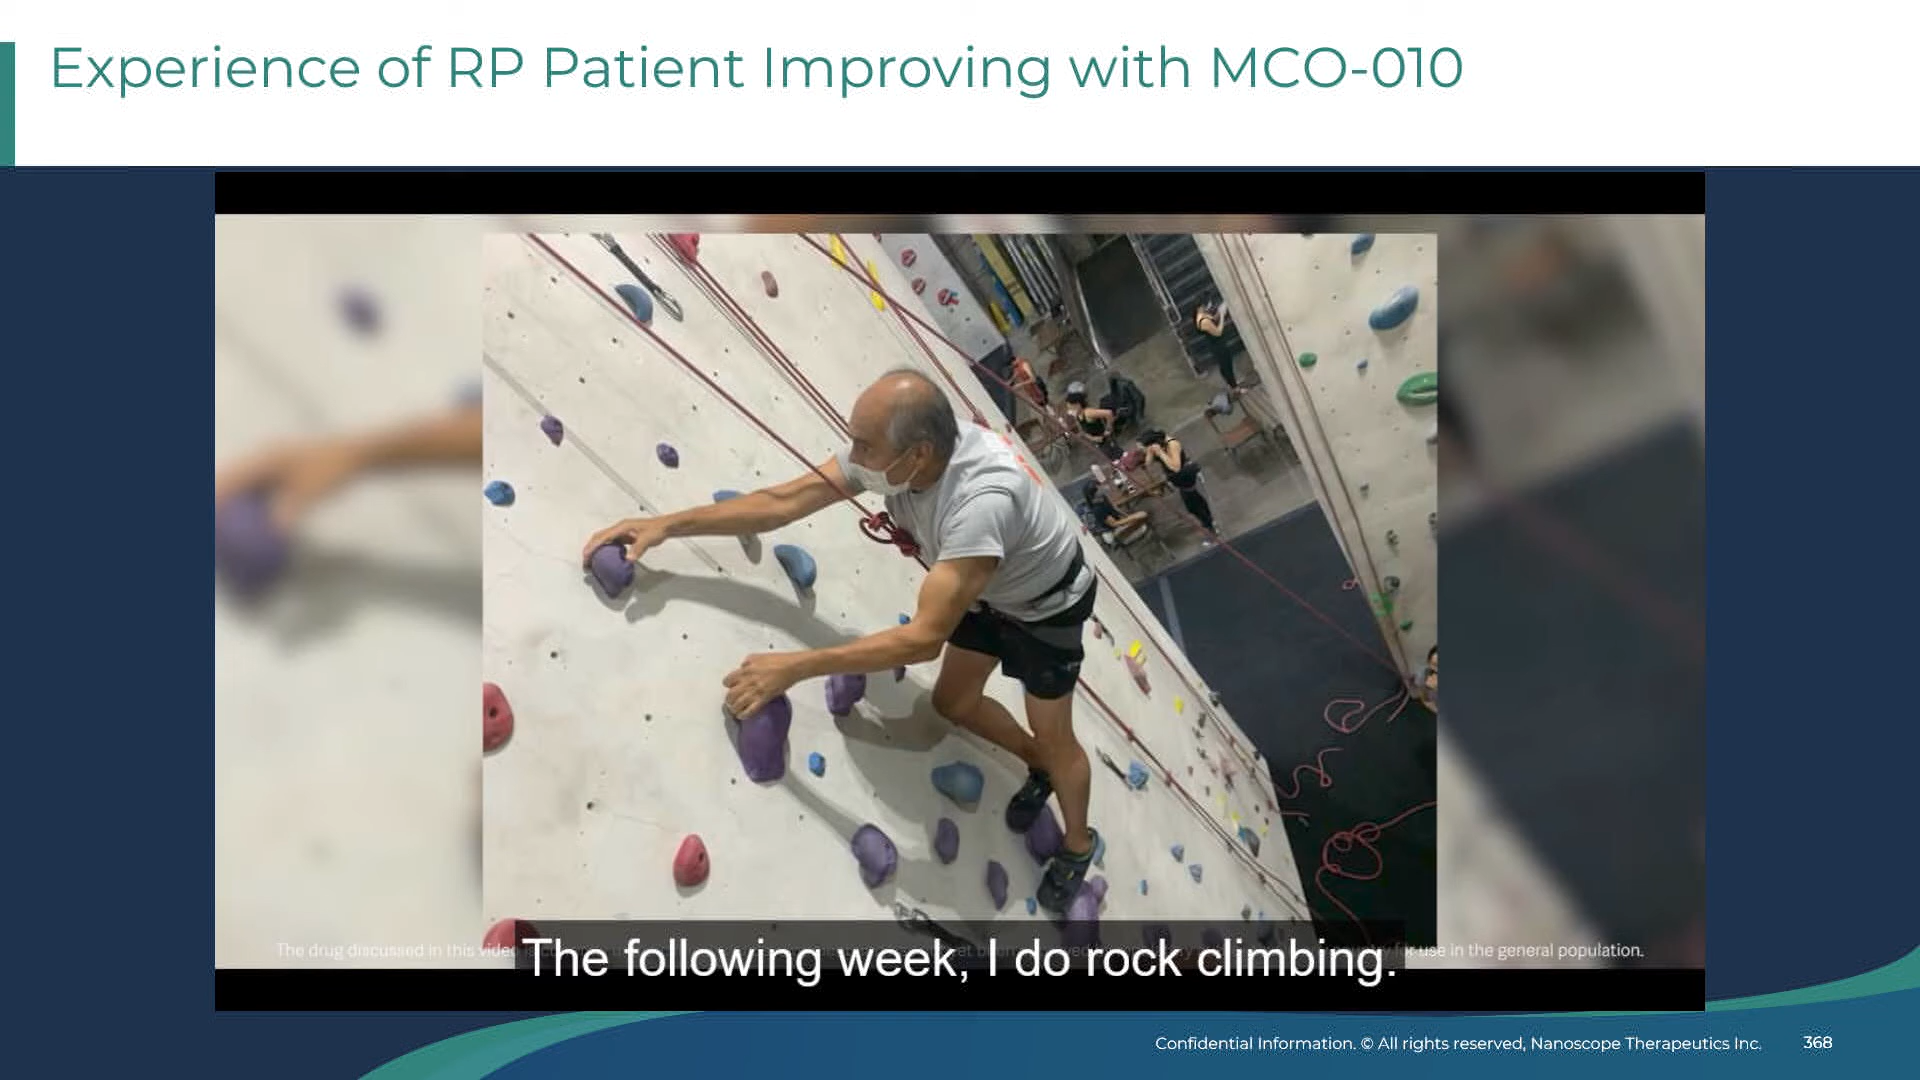 Experience of RP Patient Improving with MCO-010
The drug discussed in this video
use in the general population.
The following week, I do rock climbing.
Confidential Information. © All rights reserved, Nanoscope Therapeutics Inc. 368